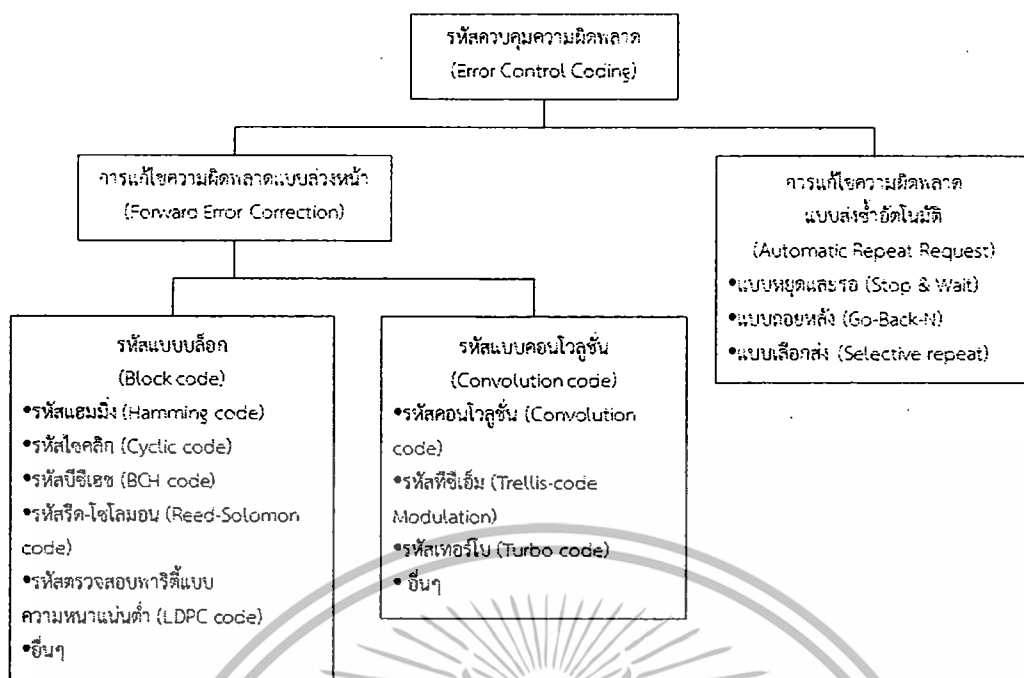 รหัสควบคุมความผิดพลาด
(Error Control Coding)
การแก้ไขความผิดพลาดแบบล่วงหน้า
(Forward Error Correction)
การแก้ไขความผิดพลาด
แบบส่งซ้ำอัตโนมัติ
(Automatic Repeat Request)
•แบบหยุดและรอ (Stop & Wait)
•แบบถอยหลัง (Go-Back-N)
•แบบเลือกส่ง (Selective repeat)
รหัสแบบบล็อก
(Block code)
•รหัสแฮมมิ่ง (Hamming code)
•รหัสไซคลิก (Cyclic code)
•รหัสบีซีเฮช (BCH code)
•รหัสรีด-โซโลมอน (Reed-Solomon
code)
•รหัสตรวจสอบพาริตี้แบบ
ความหนาแน่นต่ำ (LDPC code)
•อื่นๆ
รหัสแบบคอนโวลูชั่น
(Convolution code)
•รหัสคอนโวลูชั่น (Convolution
code)
•รหัสทีซีเอ็ม (Trellis-code
Modulation)
•รหัสเทอร์โบ (Turbo code)
• อื่นๆ